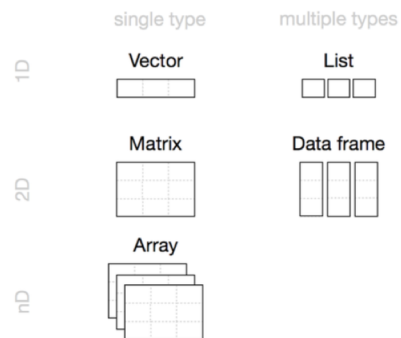 single type multiple types
1D
Vector List
2D
Matrix Data frame
nD
Array